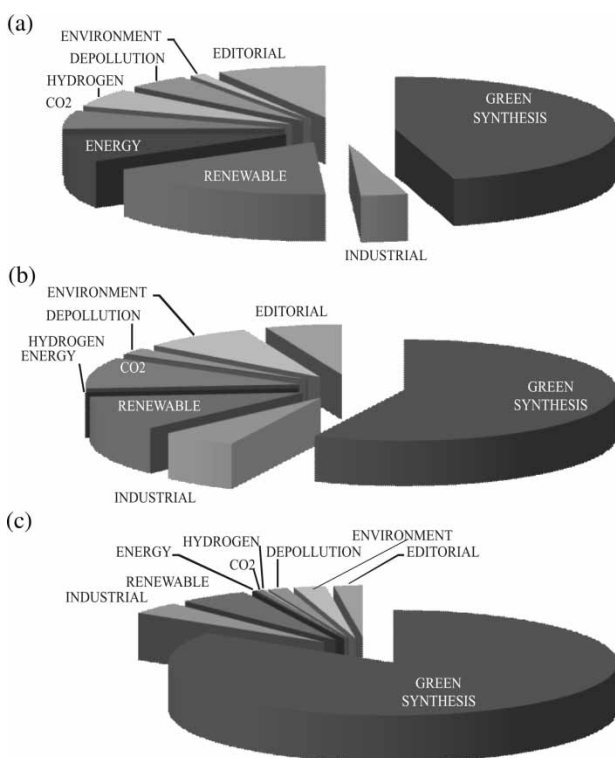 (a)
ENVIRONMENT
EDITORIAL
DEPOLLUTION
HYDROGEN
CO2
GREEN
SYNTHESIS
ENERGY
RENEWABLE
INDUSTRIAL
(b)
ENVIRONMENT
EDITORIAL
DEPOLLUTION
HYDROGEN
ENERGY
CO2
GREEN
SYNTHESIS
RENEWABLE
INDUSTRIAL
(c)
ENVIRONMENT
HYDROGEN
EDITORIAL
ENERGY
DEPOLLUTION
CO2
RENEWABLE
INDUSTRIAL
GREEN
SYNTHESIS